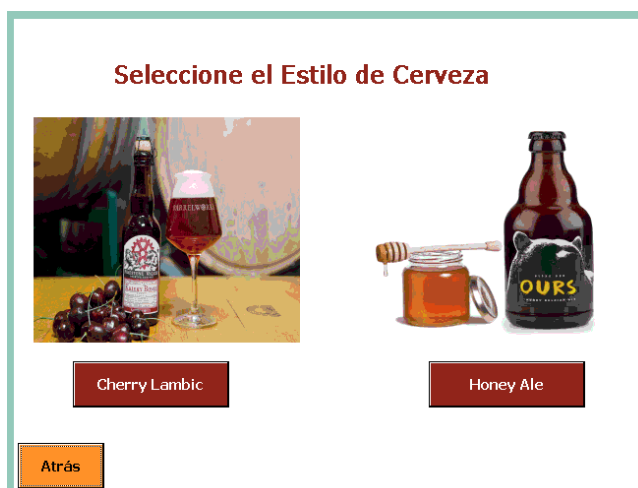 Seleccione el Estilo de Cerveza
OURS
Cherry Lambic
Honey Ale
Atrás